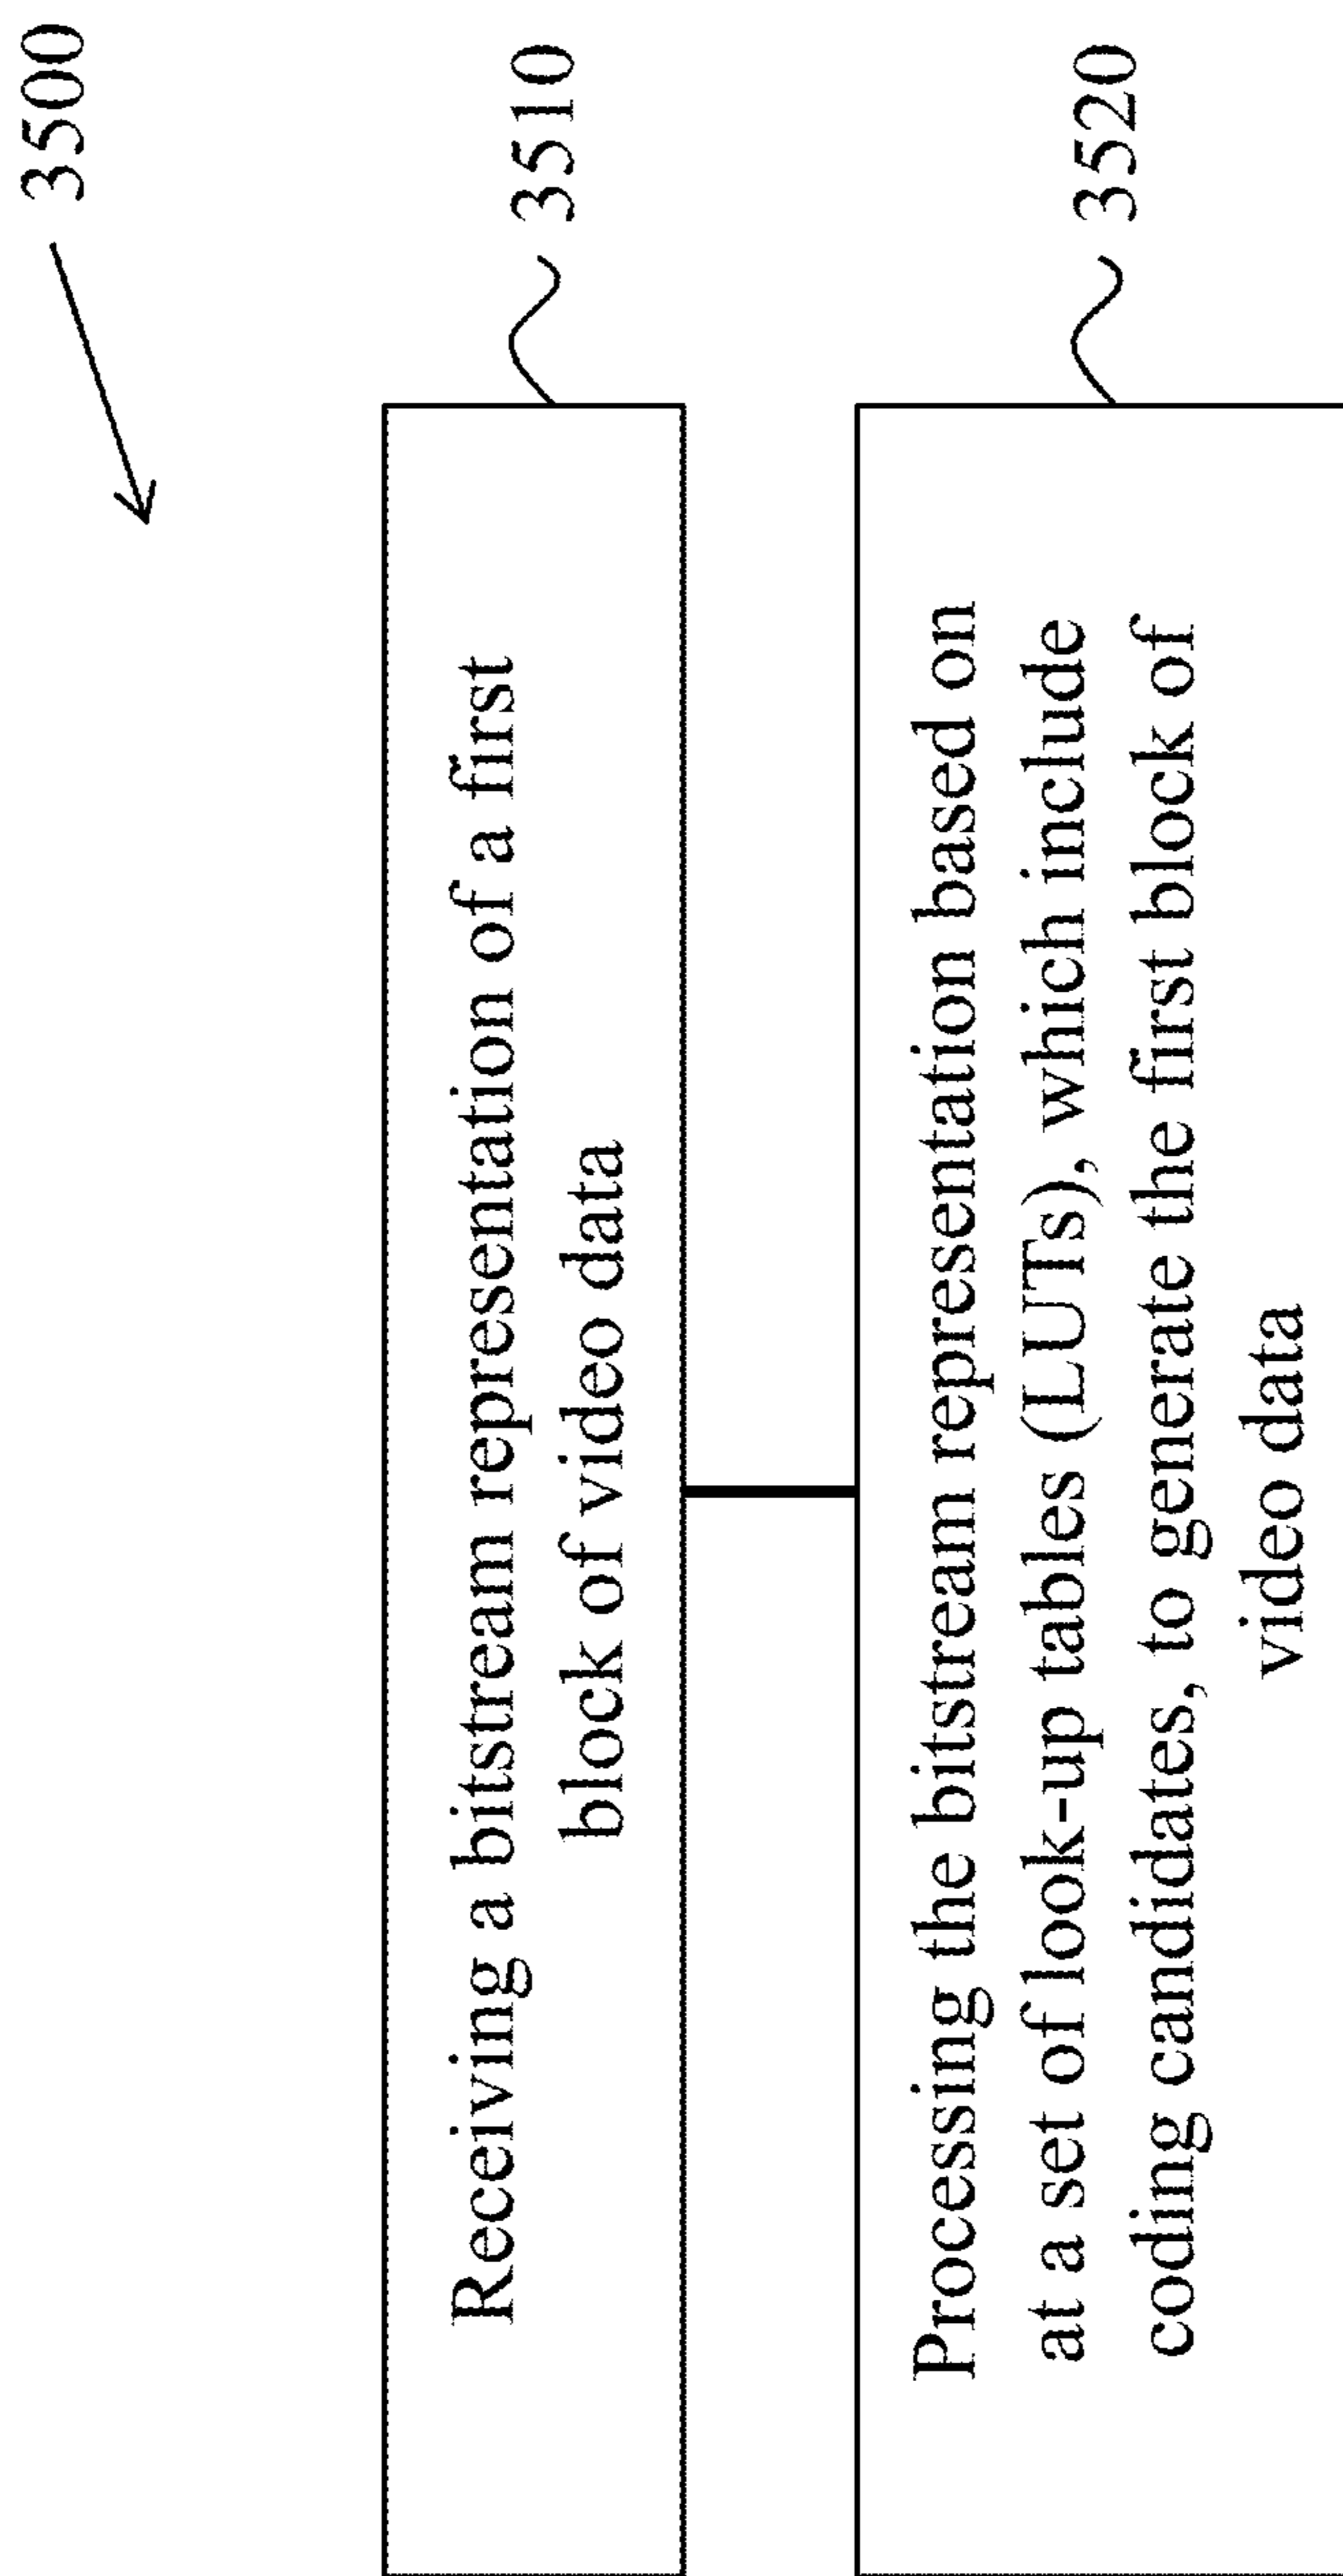 3500
Receiving a bitstream representation of a first
block of video data
3510
Processing the bitstream representation based on
at a set of look-up tables (LUTs), which include
coding candidates, to generate the first block of
video data
3520